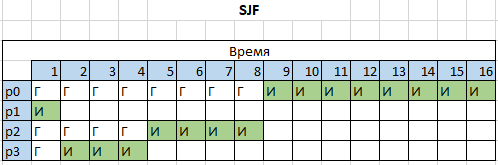 SJF
Время
1 2 3 4 5 6 7 8 9 10 11 12 13 14 15 16
p0 Г Г Г Г Г Г Г Г И И И И И И И И
p1 И
p2 Г Г Г Г И И И И
p3 Г И И И